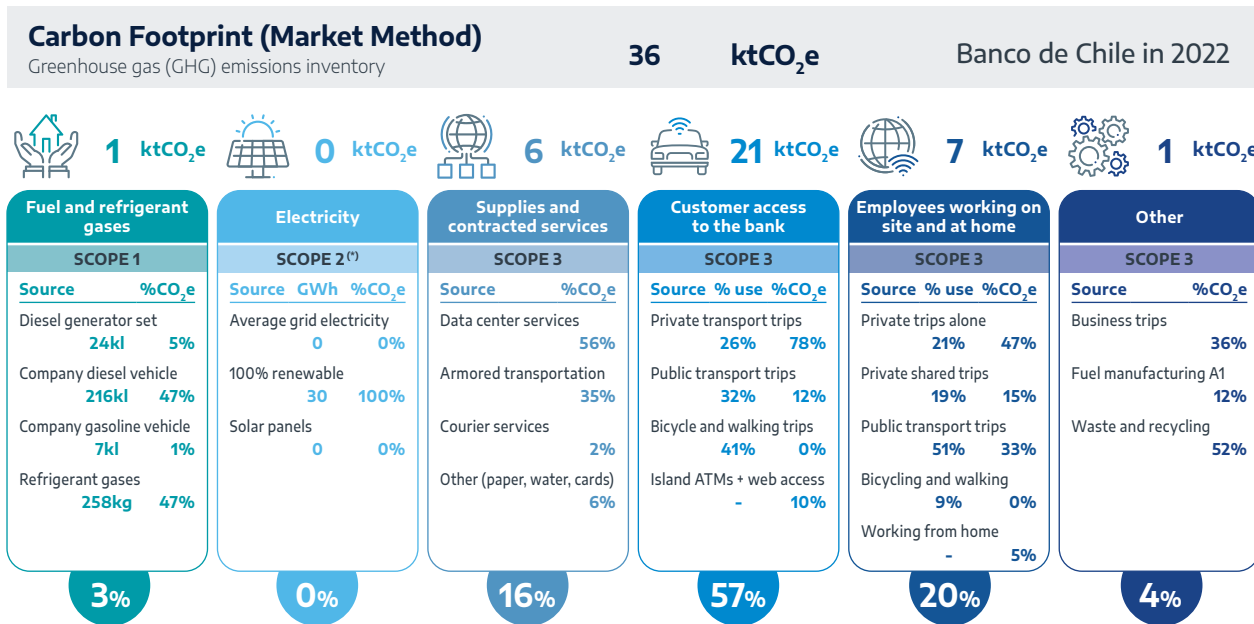 Carbon Footprint (Market Method)
Greenhouse gas (GHG) emissions inventory
36 ktCO₂e
Banco de Chile in 2022
1 ktCO₂e
Fuel and refrigerant
gases
SCOPE 1
Source %CO₂e
Diesel generator set
24kl 5%
Company diesel vehicle
216kl 47%
Company gasoline vehicle
7kl 1%
Refrigerant gases
258kg 47%
3%
0 ktCO₂e
Electricity
SCOPE 2 (*)
Source GWh %CO₂e
Average grid electricity
0 0%
100% renewable
30 100%
Solar panels
0 0%
0%
6 ktCO₂e
Supplies and
contracted services
SCOPE 3
Source %CO₂e
Data center services
56%
Armored transportation
35%
Courier services
2%
Other (paper, water, cards)
6%
16%
21 ktCO₂e
Customer access
to the bank
SCOPE 3
Source % use %CO₂e
Private transport trips
26% 78%
Public transport trips
32% 12%
Bicycle and walking trips
41% 0%
Island ATMs + web access
- 10%
57%
7 ktCO₂e
Employees working on
site and at home
SCOPE 3
Source % use %CO₂e
Private trips alone
21% 47%
Private shared trips
19% 15%
Public transport trips
51% 33%
Bicycling and walking
9% 0%
Working from home
- 5%
20%
1 ktCO₂e
Other
SCOPE 3
Source %CO₂e
Business trips
36%
Fuel manufacturing A1
12%
Waste and recycling
52%
4%